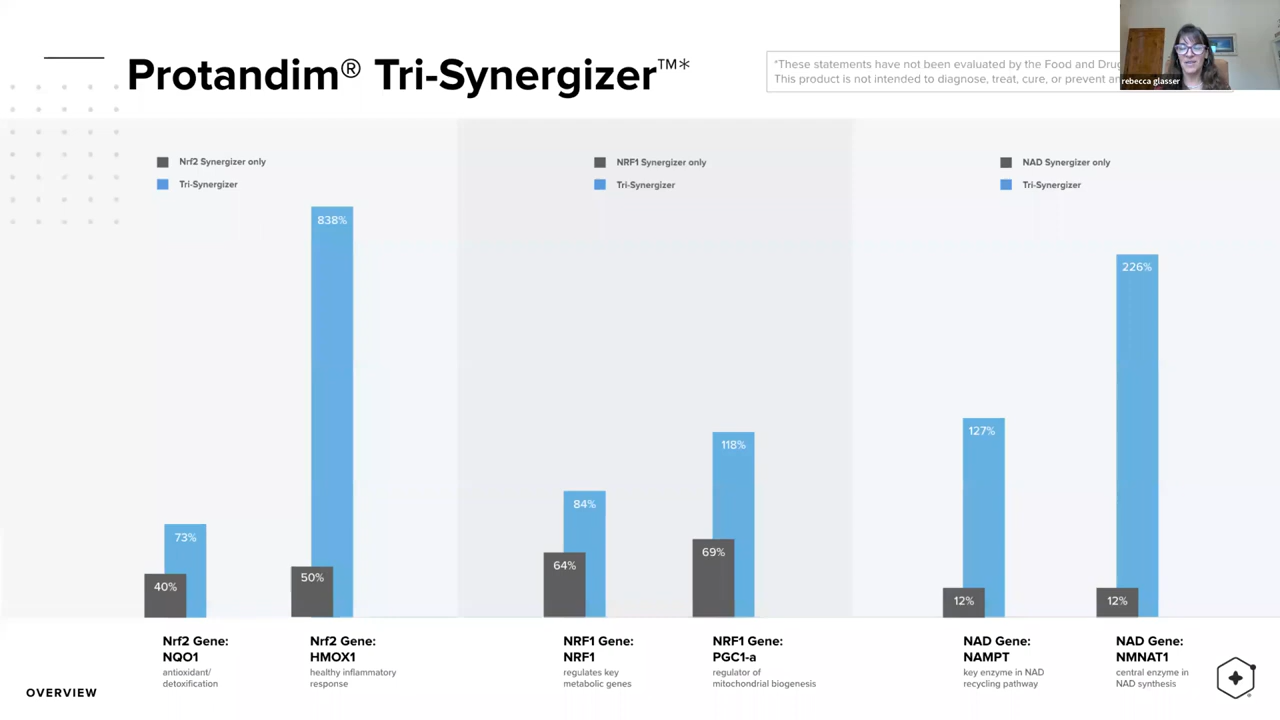 Protandim® Tri-Synergizer™*
*These statements have not been evaluated by the Food and Drug
This product is not intended to diagnose, treat, cure, or prevent
rebecca glasser
Nrf2 Synergizer only
Tri-Synergizer
NRF1 Synergizer only
Tri-Synergizer
NAD Synergizer only
Tri-Synergizer
838%
226%
118%
127%
84%
73%
69%
64%
50%
40%
12%
12%
Nrf2 Gene:
NQO1
antioxidant/
detoxification
Nrf2 Gene:
HMOX1
healthy inflammatory
response
NRF1 Gene:
NRF1
regulates key
metabolic genes
NRF1 Gene:
PGC1-a
regulator of
mitochondrial biogenesis
NAD Gene:
NAMPT
key enzyme in NAD
recycling pathway
NAD Gene:
NMNAT1
central enzyme in
NAD synthesis
OVERVIEW